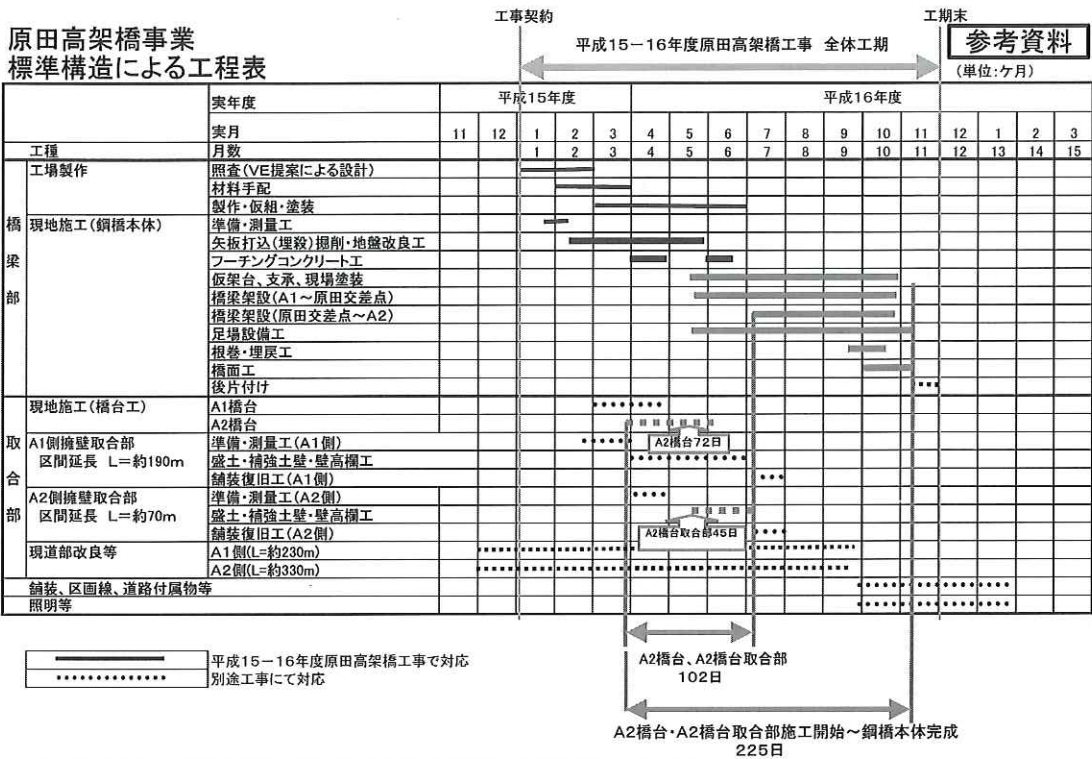 原田高架橋事業
標準構造による工程表
工事契約
工期末
平成15－16年度原田高架橋工事 全体工期
参考資料
(単位:ケ月)
実年度 平成15年度 平成16年度
実月 11 12 1 2 3 4 5 6 7 8 9 10 11 12 1 2 3
工種 月数 1 2 3 4 5 6 7 8 9 10 11 12 13 14 15
橋梁部
工場製作 照査(VE提案による設計)
材料手配
製作・仮組・塗装
現地施工(鋼橋本体) 準備・測量工
矢板打込(埋殺)掘削・地盤改良工
フーチングコンクリート工
仮架台、支承、現場塗装
橋梁架設(A1～原田交差点)
橋梁架設(原田交差点～A2)
足場設備工
根巻・埋戻工
橋面工
後片付け
取合部
現地施工(橋台工) A1橋台
A2橋台
A2橋台72日
A1側擁壁取合部 準備・測量工(A1側)
区間延長 L=約190m 盛土・補強土壁・壁高欄工
舗装復旧工(A1側)
A2側擁壁取合部 準備・測量工(A2側)
区間延長 L=約70m 盛土・補強土壁・壁高欄工
舗装復旧工(A2側)
A2橋台取合部45日
現道部改良等 A1側(L=約230m)
A2側(L=約330m)
舗装、区画線、道路付属物等
照明等
平成15－16年度原田高架橋工事で対応
別途工事にて対応
A2橋台、A2橋台取合部
102日
A2橋台・A2橋台取合部施工開始～鋼橋本体完成
225日